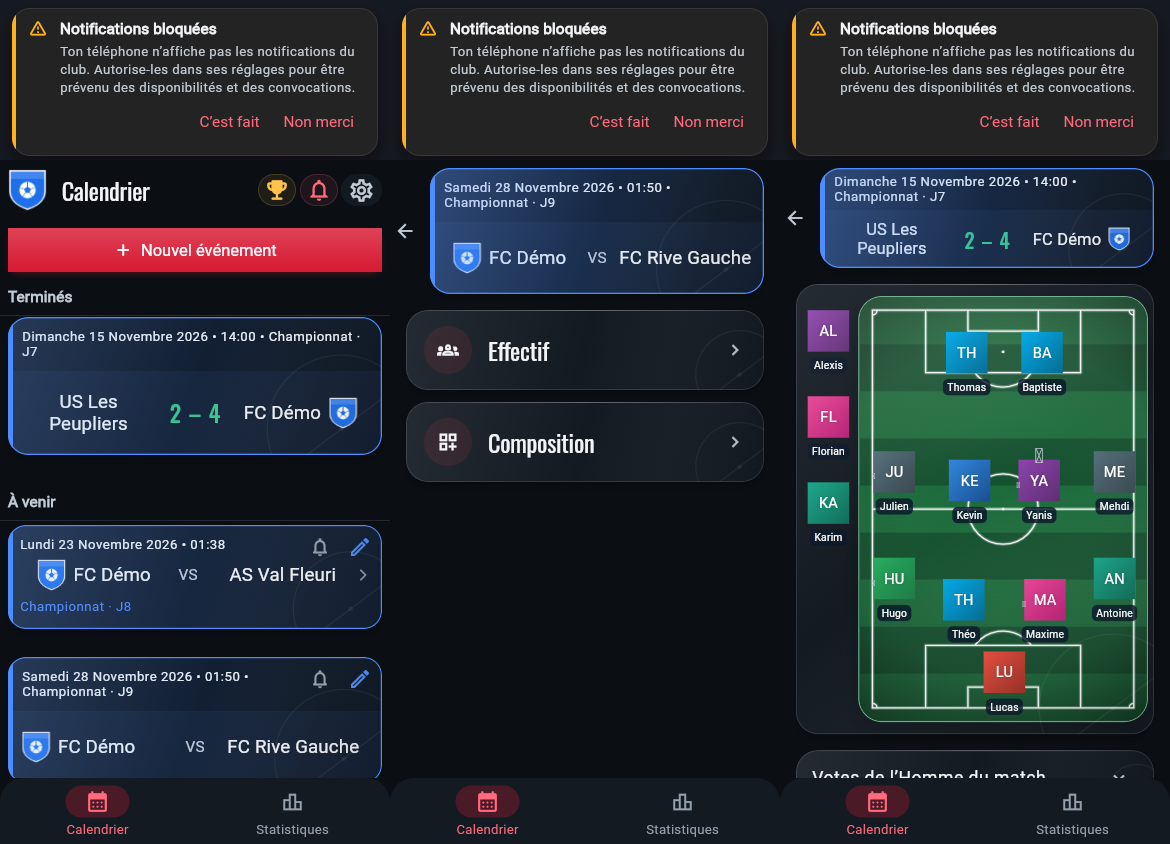 Notifications bloquées
Ton téléphone n’affiche pas les notifications du
club. Autorise-les dans ses réglages pour être
prévenu des disponibilités et des convocations.
C’est fait Non merci
Calendrier
+ Nouvel événement
Terminés
Dimanche 15 Novembre 2026 • 14:00 • Championnat ·
J7
US Les
Peupliers
2 – 4
FC Démo
À venir
Lundi 23 Novembre 2026 • 01:38
FC Démo VS AS Val Fleuri
Championnat · J8
Samedi 28 Novembre 2026 • 01:50 •
Championnat · J9
FC Démo VS FC Rive Gauche
Calendrier Statistiques
Notifications bloquées
Ton téléphone n’affiche pas les notifications du
club. Autorise-les dans ses réglages pour être
prévenu des disponibilités et des convocations.
C’est fait Non merci
Samedi 28 Novembre 2026 • 01:50 •
Championnat · J9
FC Démo VS FC Rive Gauche
Effectif
Composition
Calendrier Statistiques
Notifications bloquées
Ton téléphone n’affiche pas les notifications du
club. Autorise-les dans ses réglages pour être
prévenu des disponibilités et des convocations.
C’est fait Non merci
Dimanche 15 Novembre 2026 • 14:00 •
Championnat · J7
US Les
Peupliers
2 – 4
FC Démo
AL
Alexis
FL
Florian
KA
Karim
TH BA
Thomas Baptiste
JU KE YA ME
Julien Kevin Yanis Mehdi
HU TH MA AN
Hugo Théo Maxime Antoine
LU
Lucas
Votes de l’Homme du match
Calendrier Statistiques